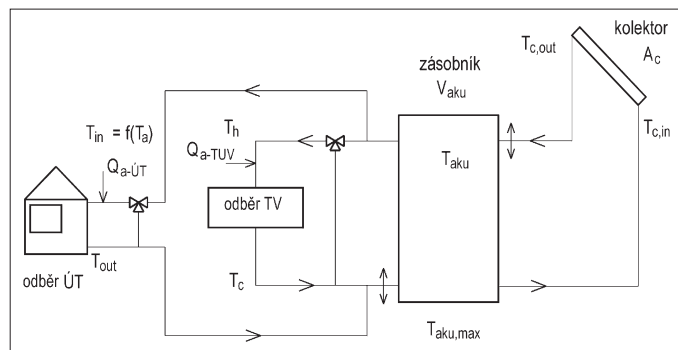 kolektor
A_c
T_c,out
zásobník
V_aku
T_c,in
T_in = f(T_a)
T_h
Q_a-ÚT
Q_a-TUV
T_aku
odběr TV
T_out
odběr ÚT
T_c
T_aku,max